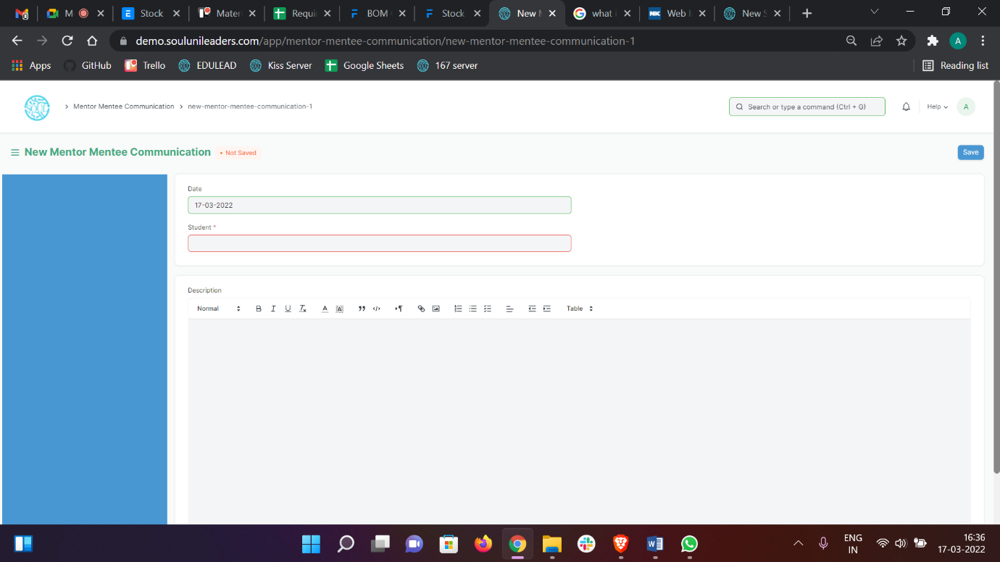 M
Stock
Mater
Requi
BOM
Stock
New M
what i
Web I
New S
demo.soulunileaders.com/app/mentor-mentee-communication/new-mentor-mentee-communication-1
A
Apps
GitHub
Trello
EDULEAD
Kiss Server
Google Sheets
167 server
Reading list
Mentor Mentee Communication
new-mentor-mentee-communication-1
Search or type a command (Ctrl + G)
Help
A
New Mentor Mentee Communication
• Not Saved
Save
Date
17-03-2022
Student *
Description
Normal
Table
ENG
IN
16:36
17-03-2022